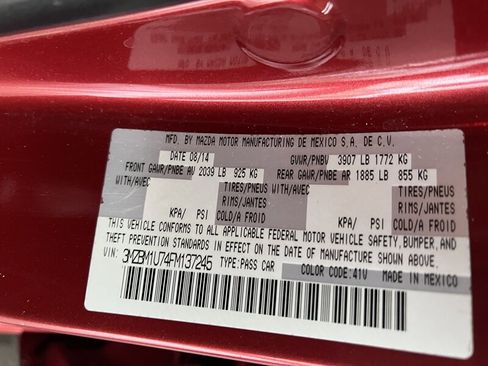 MFD. BY MAZDA MOTOR MANUFACTURING DE MEXICO S.A. DE C.V.
DATE 08/14 GVWR/PNBV 3907 LB 1772 KG
FRONT GAWR/PNBE AV 2039 LB 925 KG REAR GAWR/PNBE AR 1885 LB 855 KG
WITH/AVEC TIRES/PNEUS WITH/AVEC TIRES/PNEUS
RIMS/JANTES RIMS/JANTES
KPA/ PSI COLD/A FROID KPA/ PSI COLD/A FROID
THIS VEHICLE CONFORMS TO ALL APPLICABLE FEDERAL MOTOR VEHICLE SAFETY, BUMPER, AND
THEFT PREVENTION STANDARDS IN EFFECT ON THE DATE OF MANUFACTURE SHOWN ABOVE.
VIN: 3MZBM1U74FM137245 TYPE:PASS CAR COLOR CODE:41V MADE IN MEXICO